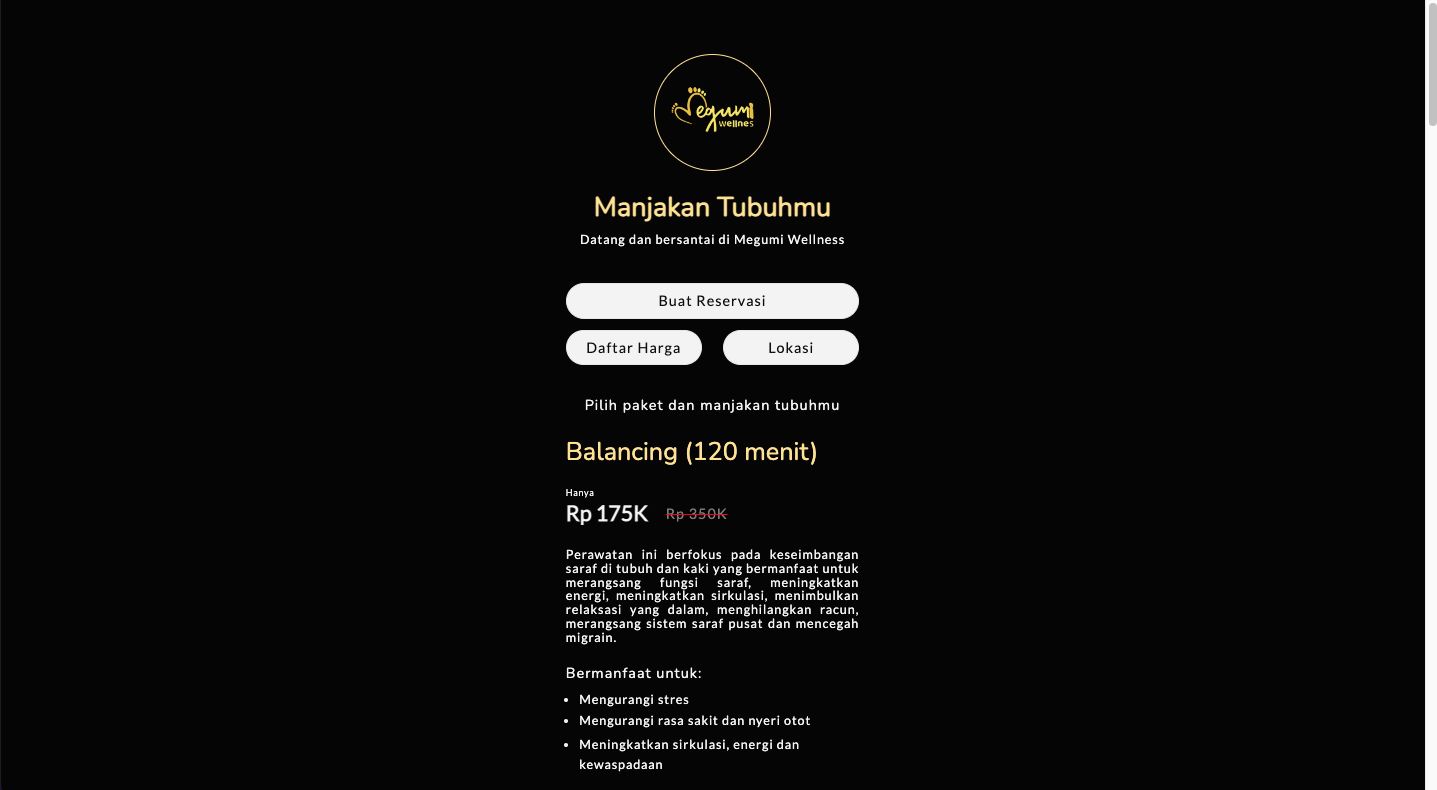 Megumi
wellnes
Manjakan Tubuhmu
Datang dan bersantai di Megumi Wellness
Buat Reservasi
Daftar Harga
Lokasi
Pilih paket dan manjakan tubuhmu
Balancing (120 menit)
Hanya
Rp 175K Rp 350K
Perawatan ini berfokus pada keseimbangan
saraf di tubuh dan kaki yang bermanfaat untuk
merangsang fungsi saraf, meningkatkan
energi, meningkatkan sirkulasi, menimbulkan
relaksasi yang dalam, menghilangkan racun,
merangsang sistem saraf pusat dan mencegah
migrain.
Bermanfaat untuk:
• Mengurangi stres
• Mengurangi rasa sakit dan nyeri otot
• Meningkatkan sirkulasi, energi dan
kewaspadaan